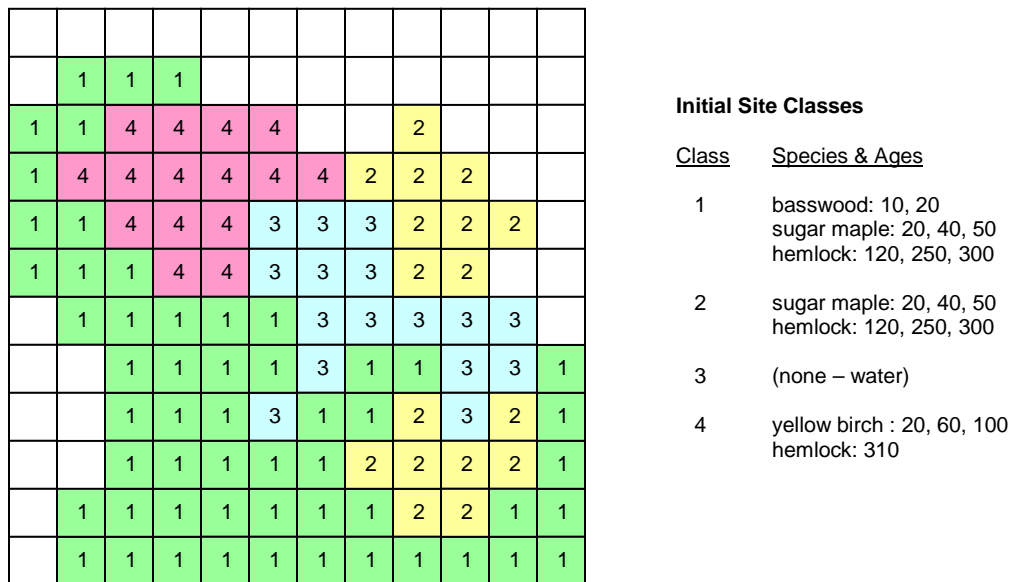 1 1 1
1 1 4 4 4 4 2
1 4 4 4 4 4 4 2 2 2
1 1 4 4 4 3 3 3 2 2 2
1 1 1 4 4 3 3 3 2 2
1 1 1 1 1 3 3 3 3 3
1 1 1 1 3 1 1 3 3 1
1 1 1 3 1 1 2 3 2 1
1 1 1 1 1 2 2 2 2 1
1 1 1 1 1 1 1 2 2 1 1
1 1 1 1 1 1 1 1 1 1 1
Initial Site Classes
Class Species & Ages
1 basswood: 10, 20
sugar maple: 20, 40, 50
hemlock: 120, 250, 300
2 sugar maple: 20, 40, 50
hemlock: 120, 250, 300
3 (none – water)
4 yellow birch : 20, 60, 100
hemlock: 310